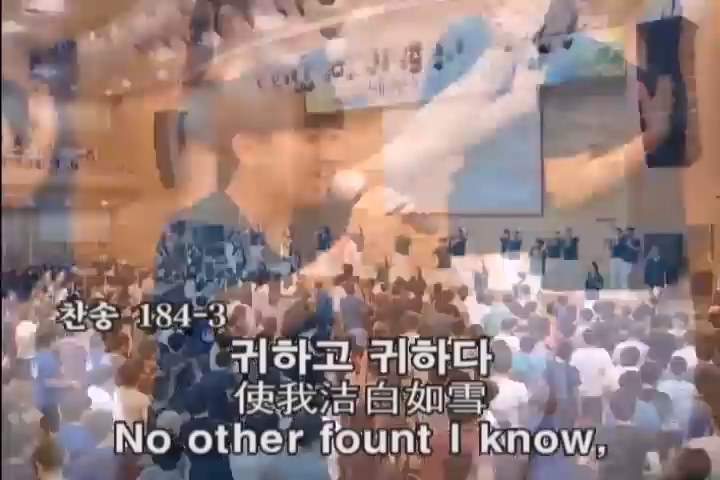 찬송 184-3
귀하고 귀하다
使我洁白如雪
No other fount I know,